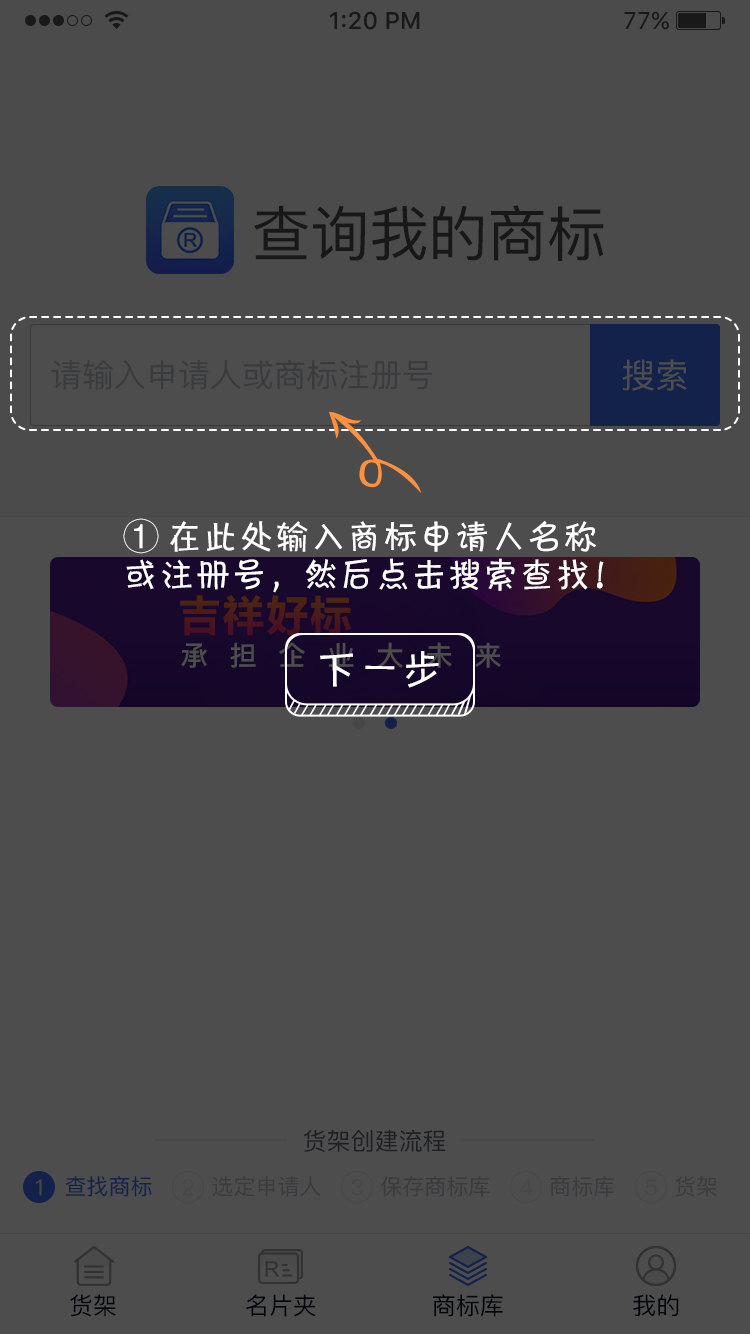 1:20 PM
77%
®
查询我的商标
请输入申请人或商标注册号
搜索
① 在此处输入商标申请人名称
或注册号，然后点击搜索查找！
吉祥好标
承担企业大未来
下一步
货架创建流程
1 查找商标 2 选定申请人 3 保存商标库 4 商标库 5 货架
R
货架 名片夹 商标库 我的